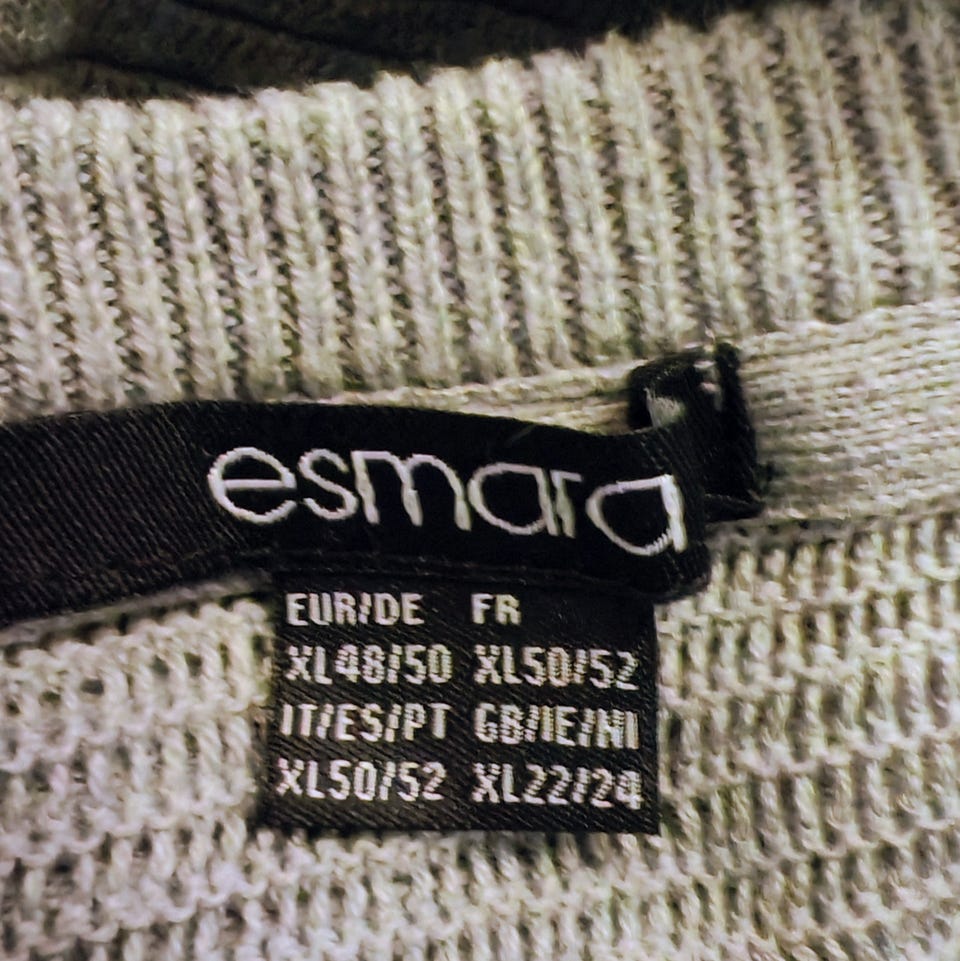 esmara
EUR/DE FR
XL48/50 XL50/52
IT/ES/PT GB/IE/NI
XL50/52 XL22/24